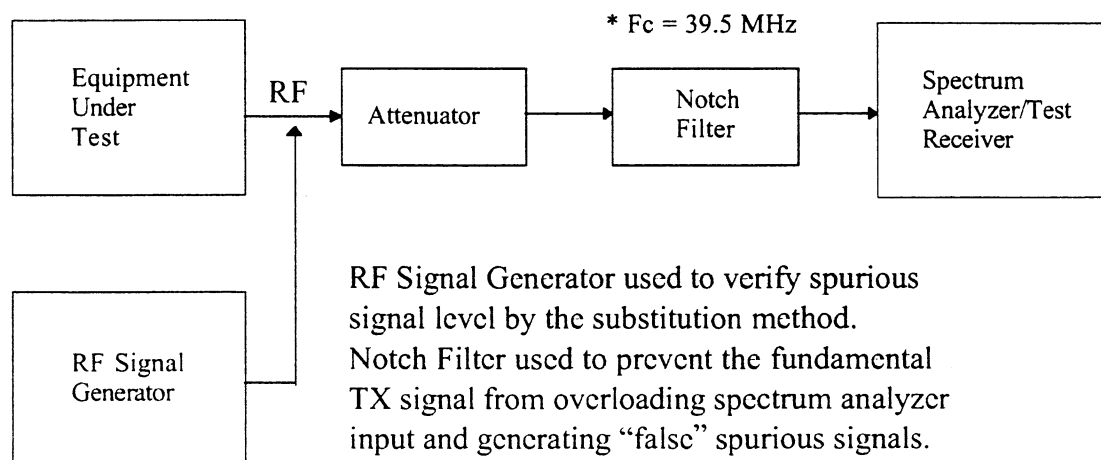 * Fc = 39.5 MHz
Equipment
Under
Test
RF
Attenuator
Notch
Filter
Spectrum
Analyzer/Test
Receiver
RF Signal
Generator
RF Signal Generator used to verify spurious
signal level by the substitution method.
Notch Filter used to prevent the fundamental
TX signal from overloading spectrum analyzer
input and generating “false” spurious signals.